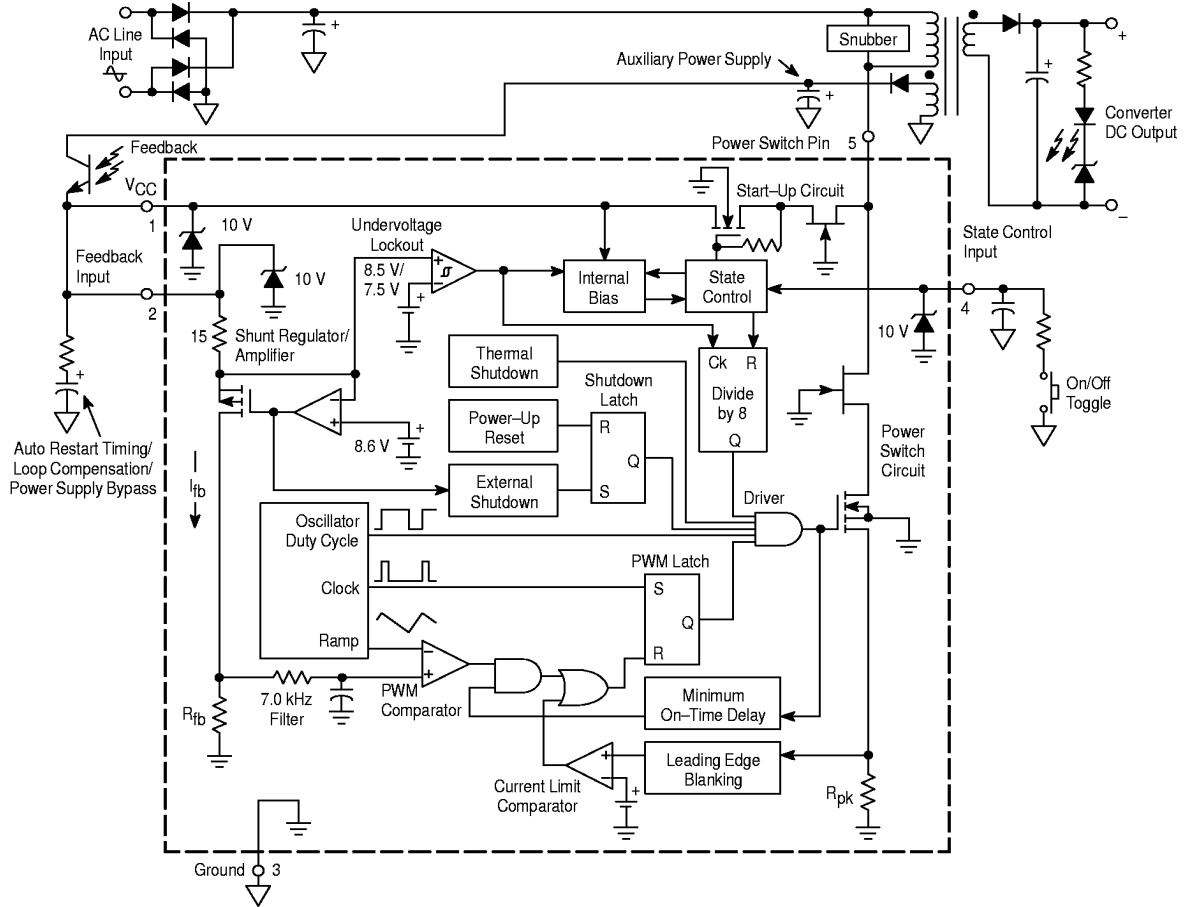 AC Line
Input
+
Snubber
Auxiliary Power Supply
+
+
+
Converter
DC Output
–
Feedback
Power Switch Pin
5
VCC
1
10 V
Undervoltage
Lockout
Start–Up Circuit
State Control
Input
Feedback
Input
2
10 V
8.5 V/
7.5 V
+
–
+
Internal
Bias
State
Control
4
10 V
15
Shunt Regulator/
Amplifier
Thermal
Shutdown
Ck
R
Divide
by 8
Q
On/Off
Toggle
+
–
+
+
8.6 V
Shutdown
Latch
Power–Up
Reset
R
Q
S
Auto Restart Timing/
Loop Compensation/
Power Supply Bypass
Power
Switch
Circuit
Ifb
External
Shutdown
Driver
Oscillator
Duty Cycle
Clock
Ramp
PWM Latch
S
Q
R
–
+
7.0 kHz
Filter
PWM
Comparator
Rfb
Minimum
On–Time Delay
+
–
+
Leading Edge
Blanking
Current Limit
Comparator
Rpk
Ground
3